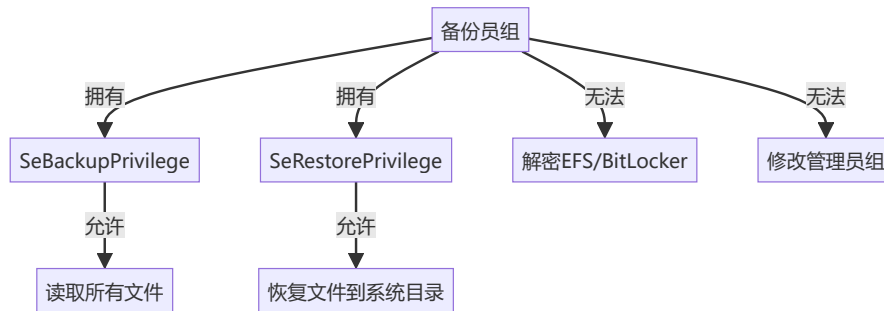 备份员组
拥有
拥有
无法
无法
SeBackupPrivilege
SeRestorePrivilege
解密EFS/BitLocker
修改管理员组
允许
允许
读取所有文件
恢复文件到系统目录